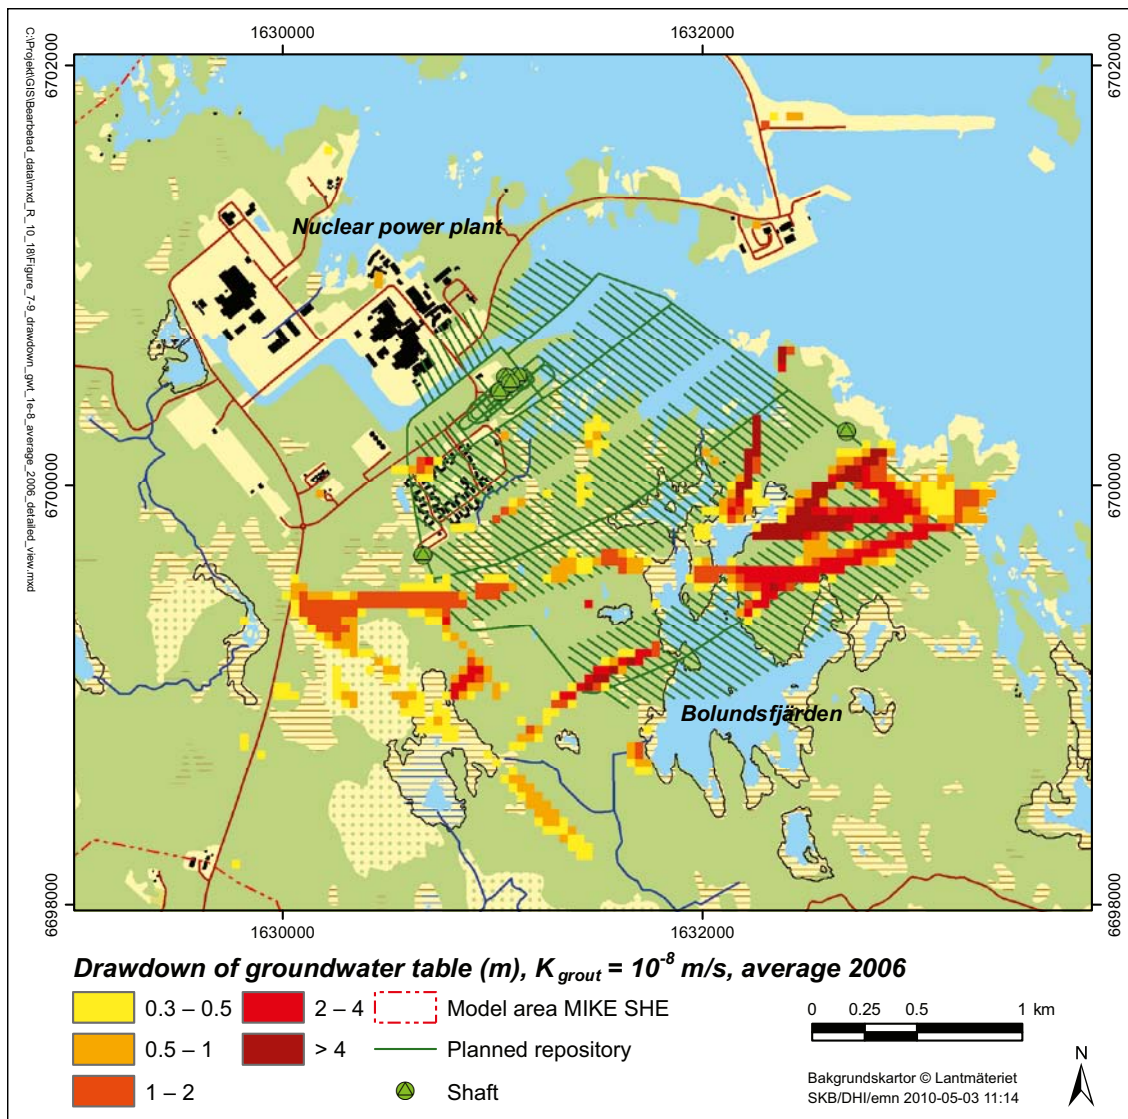 1630000
1632000
6702000
6702000
C:\Projekt\GIS\Bearbetad_data\mxd_R_10_18\Figure_7-9_drawdown_gwt_1e-8_average_2006_detailed_view.mxd
Nuclear power plant
6700000
6700000
Bolundsfjärden
6698000
6698000
1630000
1632000
Drawdown of groundwater table (m), K grout = 10-8 m/s, average 2006
0.3 – 0.5
2 – 4
Model area MIKE SHE
0 0.25 0.5 1 km
0.5 – 1
> 4
Planned repository
1 – 2
Shaft
N
Bakgrundskartor © Lantmäteriet
SKB/DHI/emn 2010-05-03 11:14